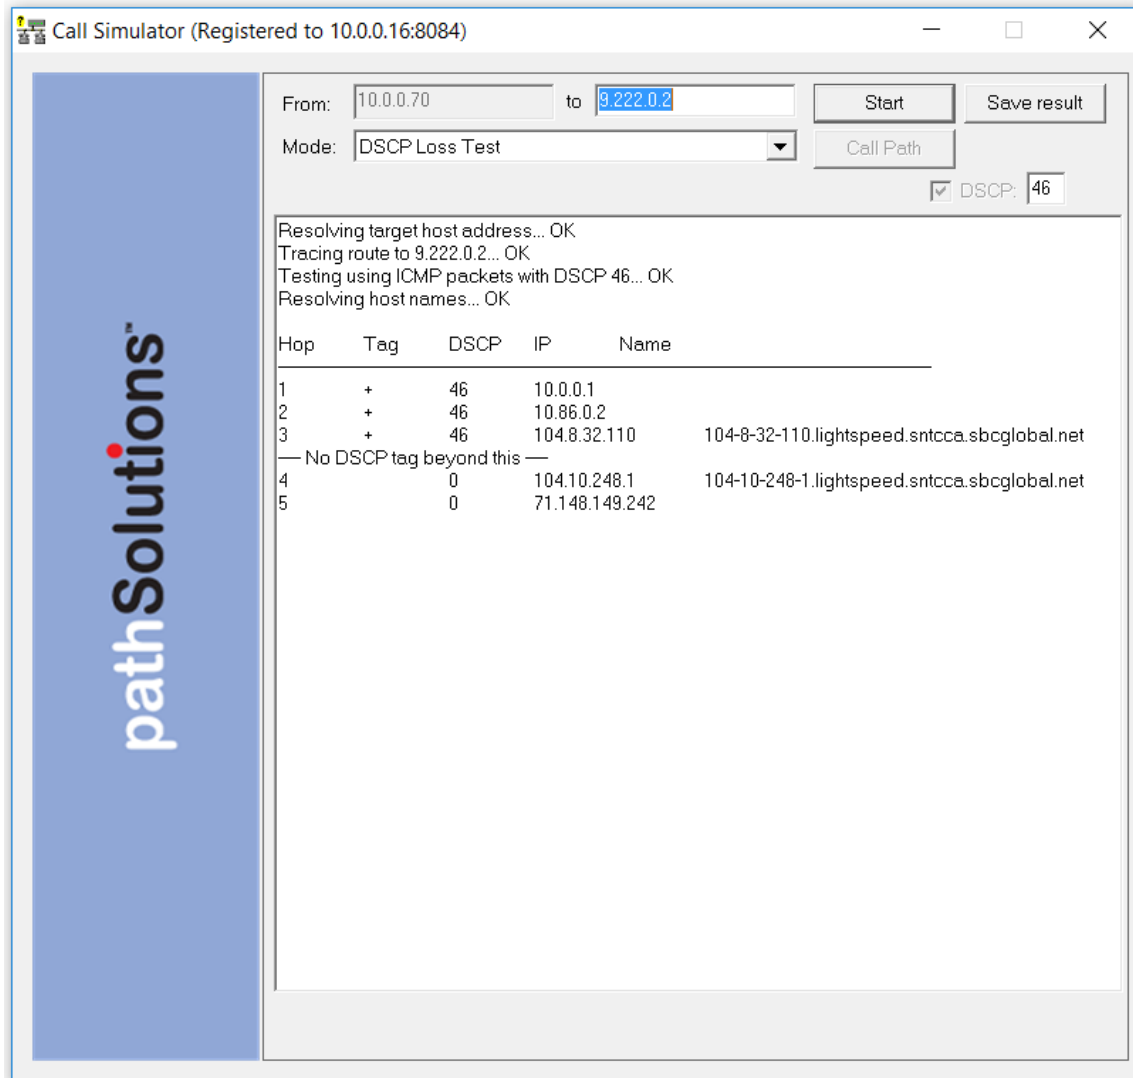 Call Simulator (Registered to 10.0.0.16:8084)
From: 10.0.0.70 to 9.222.0.2 Start Save result
Mode: DSCP Loss Test Call Path
DSCP: 46
Resolving target host address... OK
Tracing route to 9.222.0.2... OK
Testing using ICMP packets with DSCP 46... OK
Resolving host names... OK
Hop Tag DSCP IP Name
1 + 46 10.0.0.1
2 + 46 10.86.0.2
3 + 46 104.8.32.110 104-8-32-110.lightspeed.sntcca.sbcglobal.net
── No DSCP tag beyond this ──
4 0 104.10.248.1 104-10-248-1.lightspeed.sntcca.sbcglobal.net
5 0 71.148.149.242
pathSolutions™